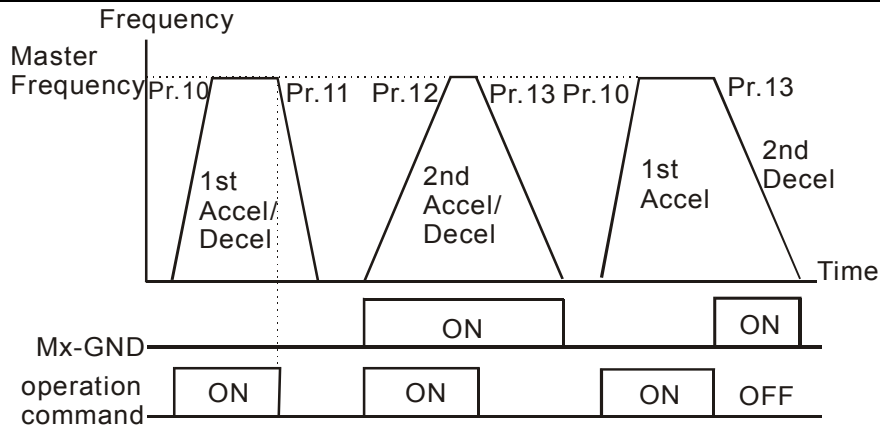 Frequency
Master
Frequency
Pr.10
Pr.11
Pr.12
Pr.13
Pr.10
Pr.13
1st
Accel/
Decel
2nd
Accel/
Decel
1st
Accel
2nd
Decel
Time
Mx-GND
ON
ON
operation
command
ON
ON
ON
OFF